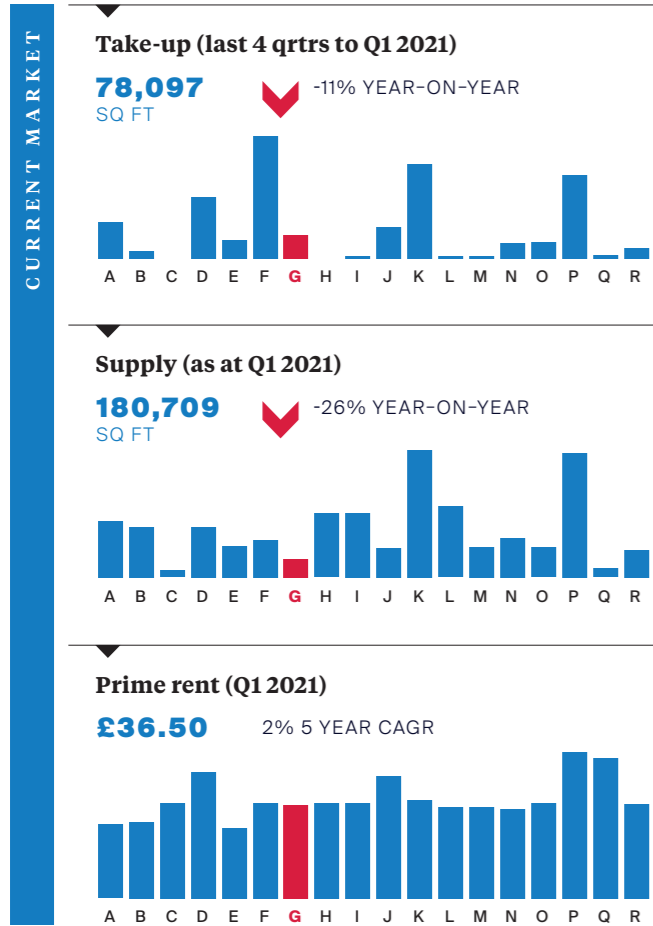 CURRENT MARKET
Take-up (last 4 qrtrs to Q1 2021)
78,097
SQ FT
-11% YEAR-ON-YEAR
A B C D E F G H I J K L M N O P Q R
Supply (as at Q1 2021)
180,709
SQ FT
-26% YEAR-ON-YEAR
A B C D E F G H I J K L M N O P Q R
Prime rent (Q1 2021)
£36.50
2% 5 YEAR CAGR
A B C D E F G H I J K L M N O P Q R